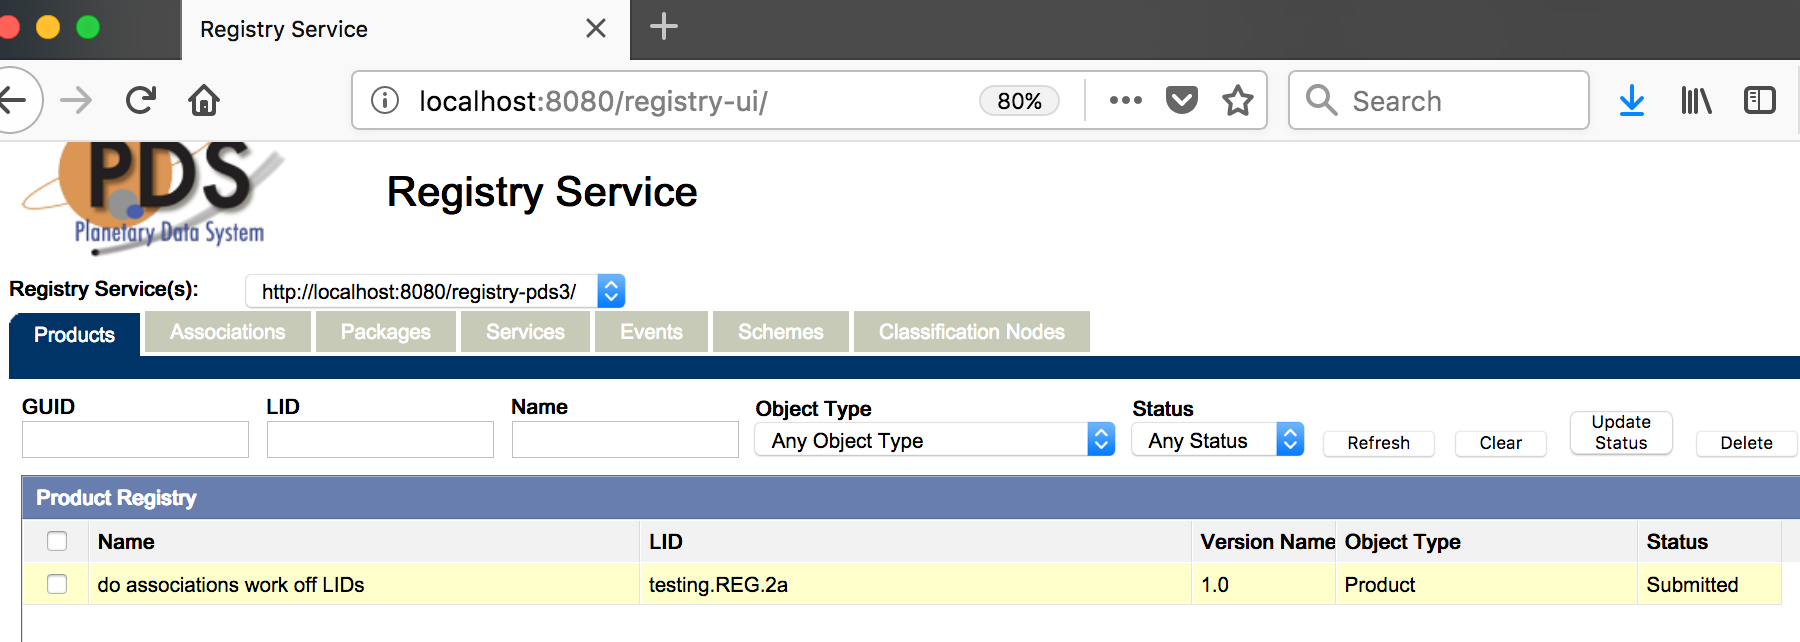 Registry Service
localhost:8080/registry-ui/ 80% Search
PDS
Planetary Data System
Registry Service
Registry Service(s): http://localhost:8080/registry-pds3/
Products Associations Packages Services Events Schemes Classification Nodes
GUID LID Name Object Type Status
Any Object Type Any Status Refresh Clear Update Status Delete
Product Registry
Name LID Version Name Object Type Status
do associations work off LIDs testing.REG.2a 1.0 Product Submitted